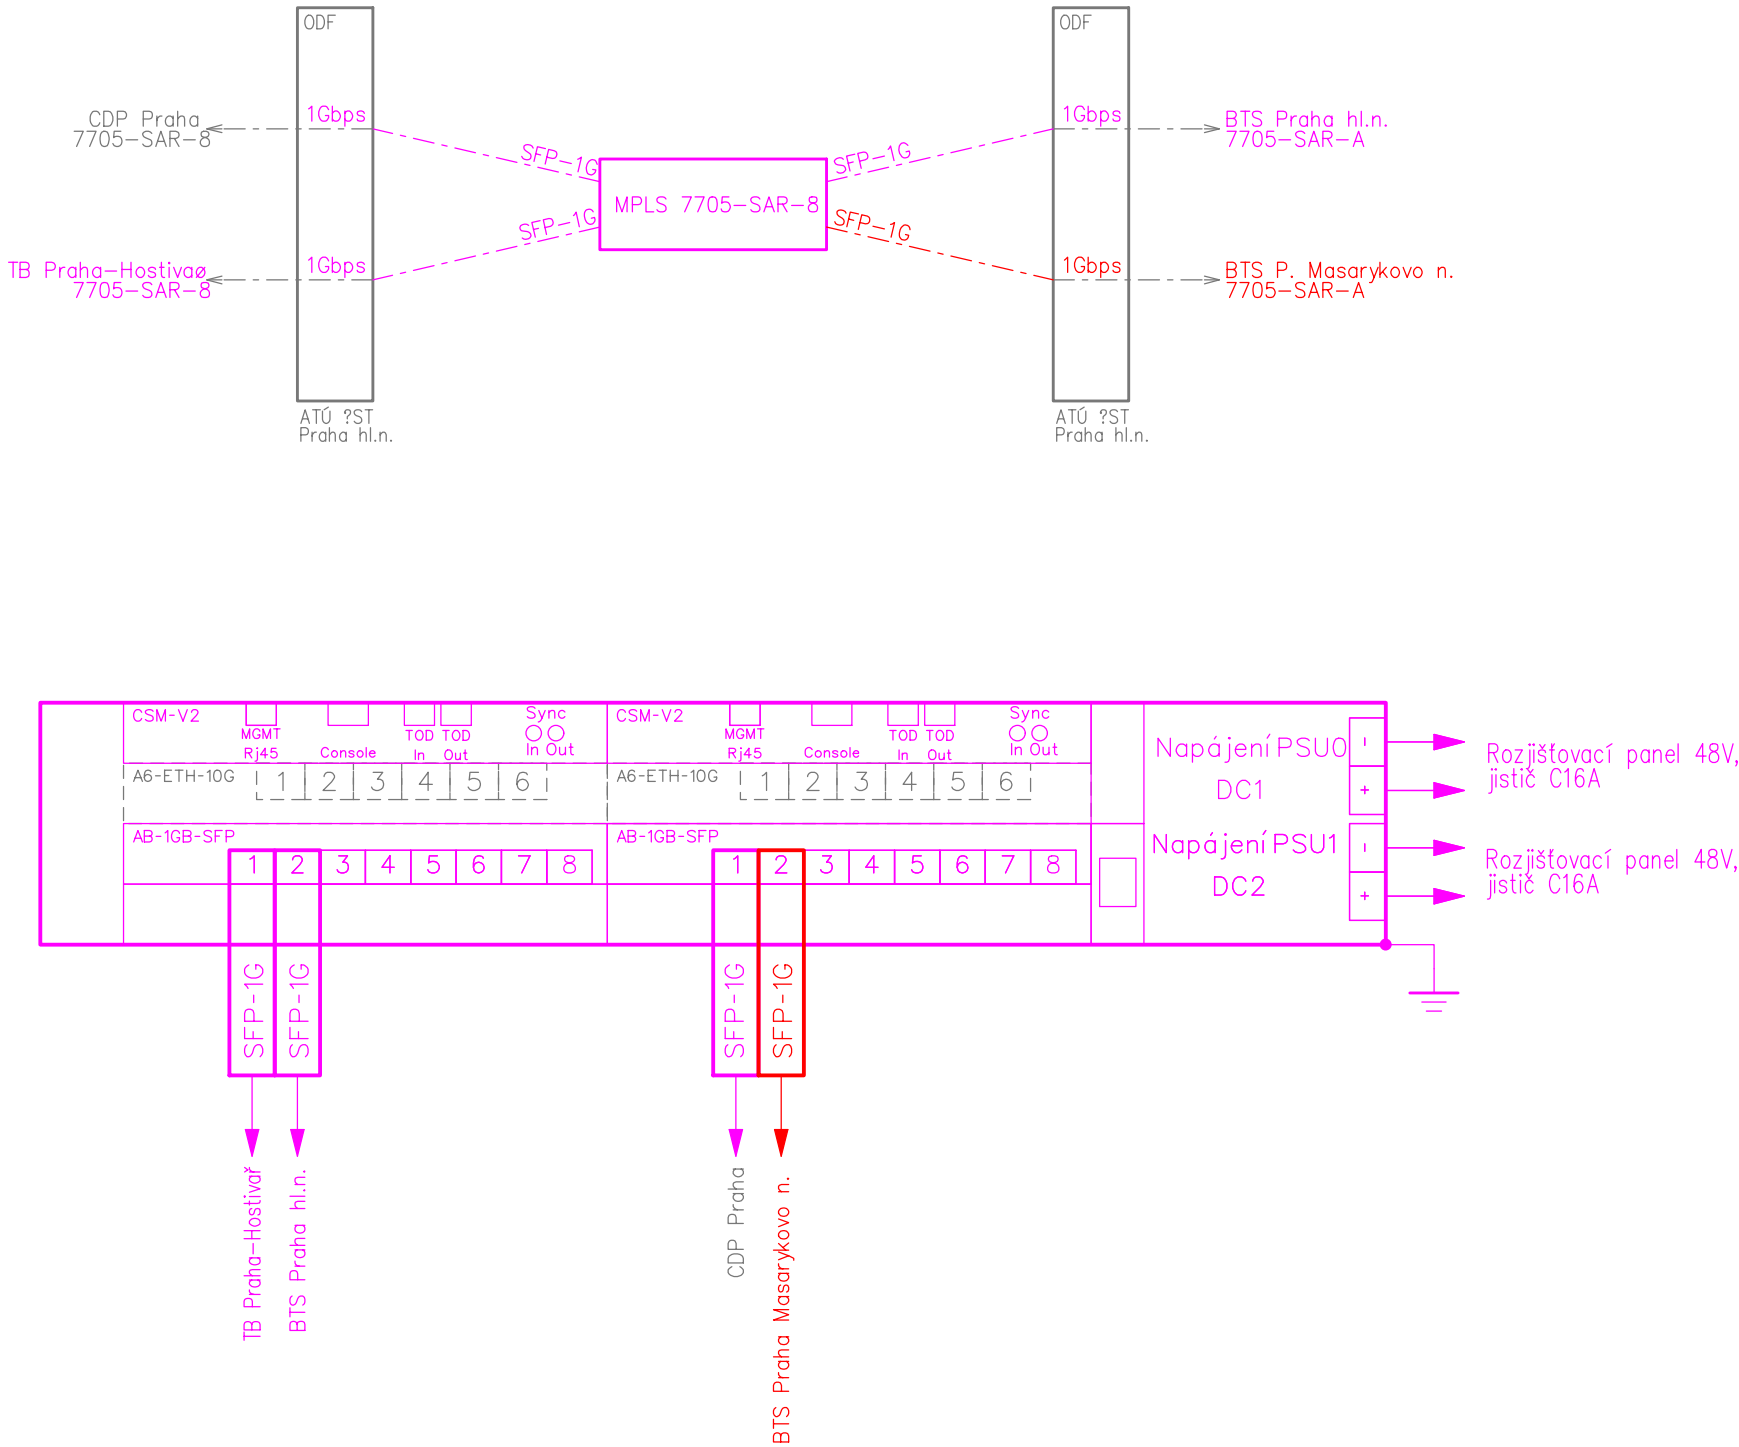 ODF
ODF
1Gbps
1Gbps
CDP Praha
7705-SAR-8
BTS Praha hl.n.
7705-SAR-A
SFP-1G
SFP-1G
MPLS 7705-SAR-8
SFP-1G
SFP-1G
1Gbps
1Gbps
TB Praha-Hostivaø
7705-SAR-8
BTS P. Masarykovo n.
7705-SAR-A
ATÚ ?ST
Praha hl.n.
ATÚ ?ST
Praha hl.n.
CSM-V2
MGMT
Rj45
Console
TOD
In
TOD
Out
Sync
In Out
CSM-V2
MGMT
Rj45
Console
TOD
In
TOD
Out
Sync
In Out
A6-ETH-10G 1 2 3 4 5 6
A6-ETH-10G 1 2 3 4 5 6
A8-1GB-SFP
1 2 3 4 5 6 7 8
A8-1GB-SFP
1 2 3 4 5 6 7 8
Napájení PSU0
DC1
-
+
Rozjišťovací panel 48V,
jistič C16A
Napájení PSU1
DC2
-
+
Rozjišťovací panel 48V,
jistič C16A
SFP-1G
SFP-1G
SFP-1G
SFP-1G
TB Praha-Hostivař
BTS Praha hl.n.
CDP Praha
BTS Praha Masarykovo n.